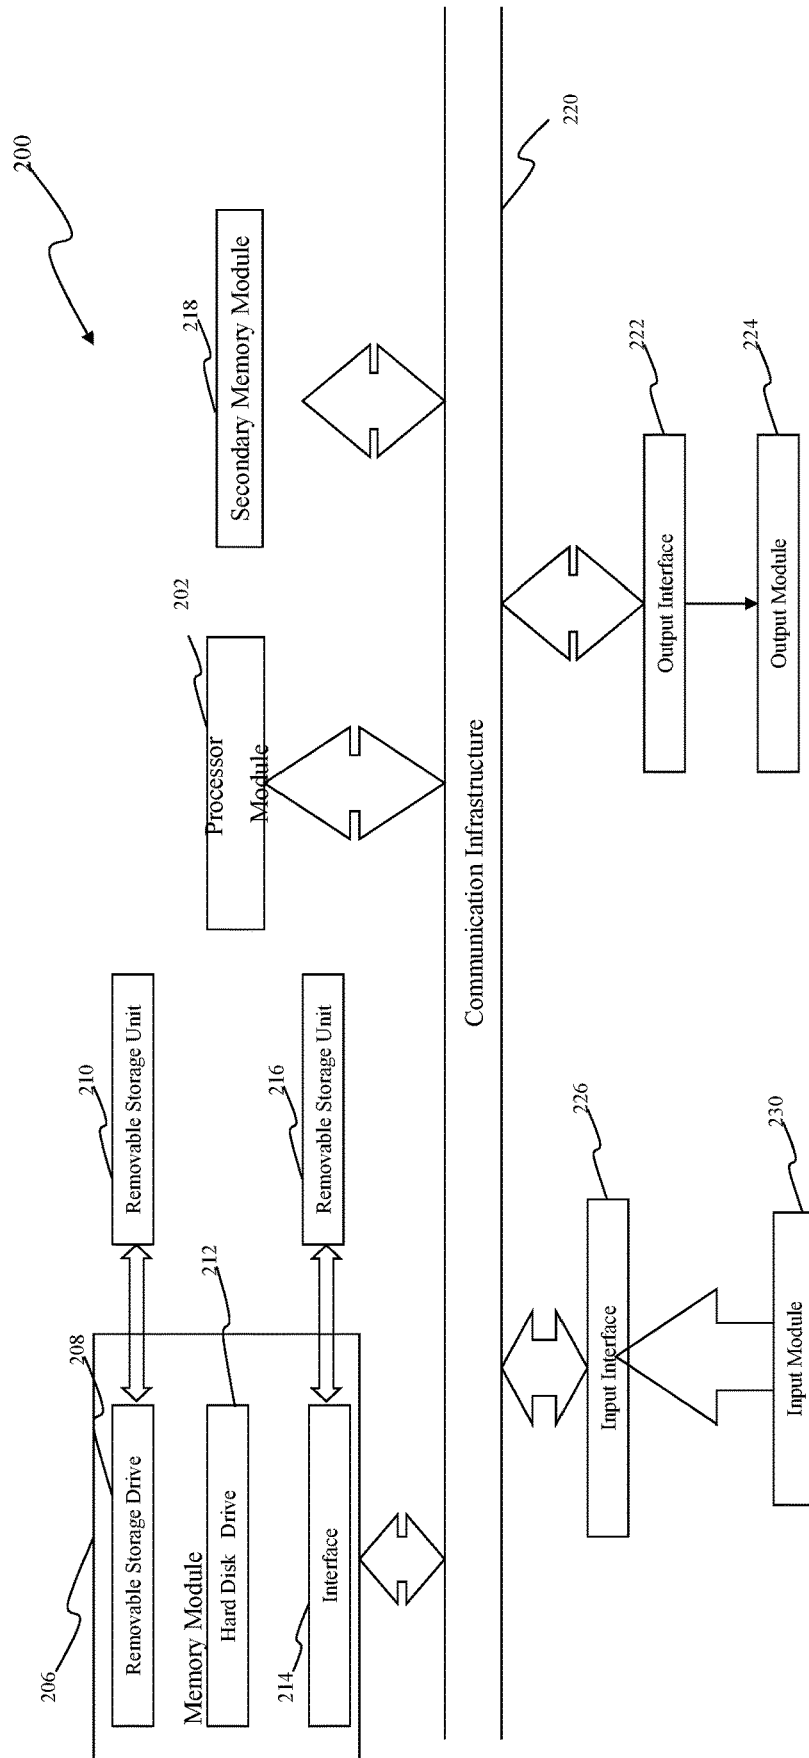 200
206
208
Removable Storage Drive
210
Removable Storage Unit
Memory Module
212
Hard Disk Drive
214
Interface
216
Removable Storage Unit
202
Processor
Module
218
Secondary Memory Module
Communication Infrastructure
220
226
Input Interface
230
Input Module
222
Output Interface
224
Output Module